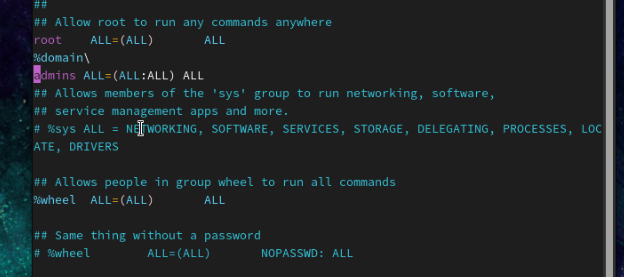 ##
## Allow root to run any commands anywhere
root    ALL=(ALL)       ALL
%domain\
admins ALL=(ALL:ALL) ALL
## Allows members of the 'sys' group to run networking, software,
## service management apps and more.
# %sys ALL = NETWORKING, SOFTWARE, SERVICES, STORAGE, DELEGATING, PROCESSES, LOC
ATE, DRIVERS
## Allows people in group wheel to run all commands
%wheel  ALL=(ALL)       ALL
## Same thing without a password
# %wheel        ALL=(ALL)       NOPASSWD: ALL